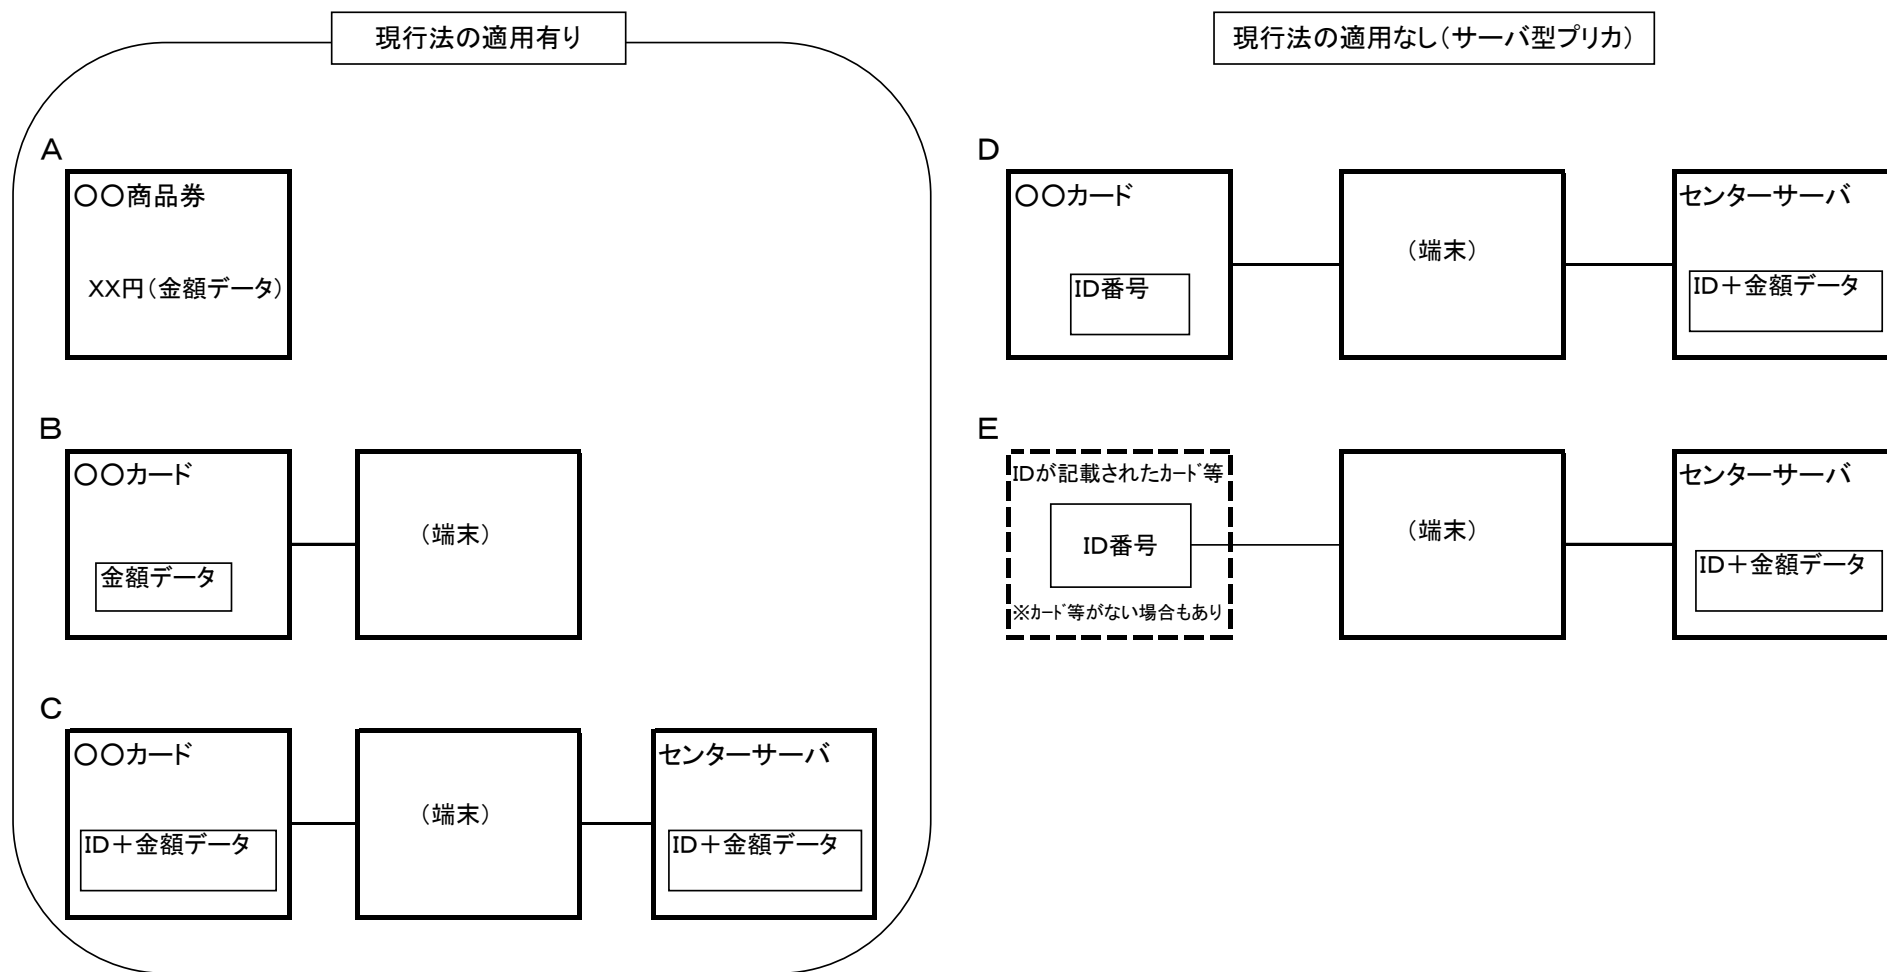 現行法の適用有り
現行法の適用なし（サーバ型プリカ）
A
○○商品券
XX円（金額データ）
B
○○カード
金額データ
（端末）
C
○○カード
ID＋金額データ
（端末）
センターサーバ
ID＋金額データ
D
○○カード
ID番号
（端末）
センターサーバ
ID＋金額データ
E
IDが記載されたｶｰﾄﾞ等
ID番号
※ｶｰﾄﾞ等がない場合もあり
（端末）
センターサーバ
ID＋金額データ